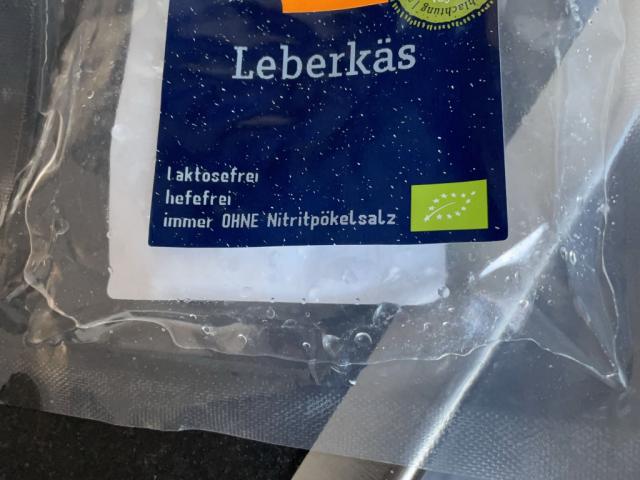 Leberkäs
laktosefrei
hefefrei
immer OHNE Nitritpökelsalz